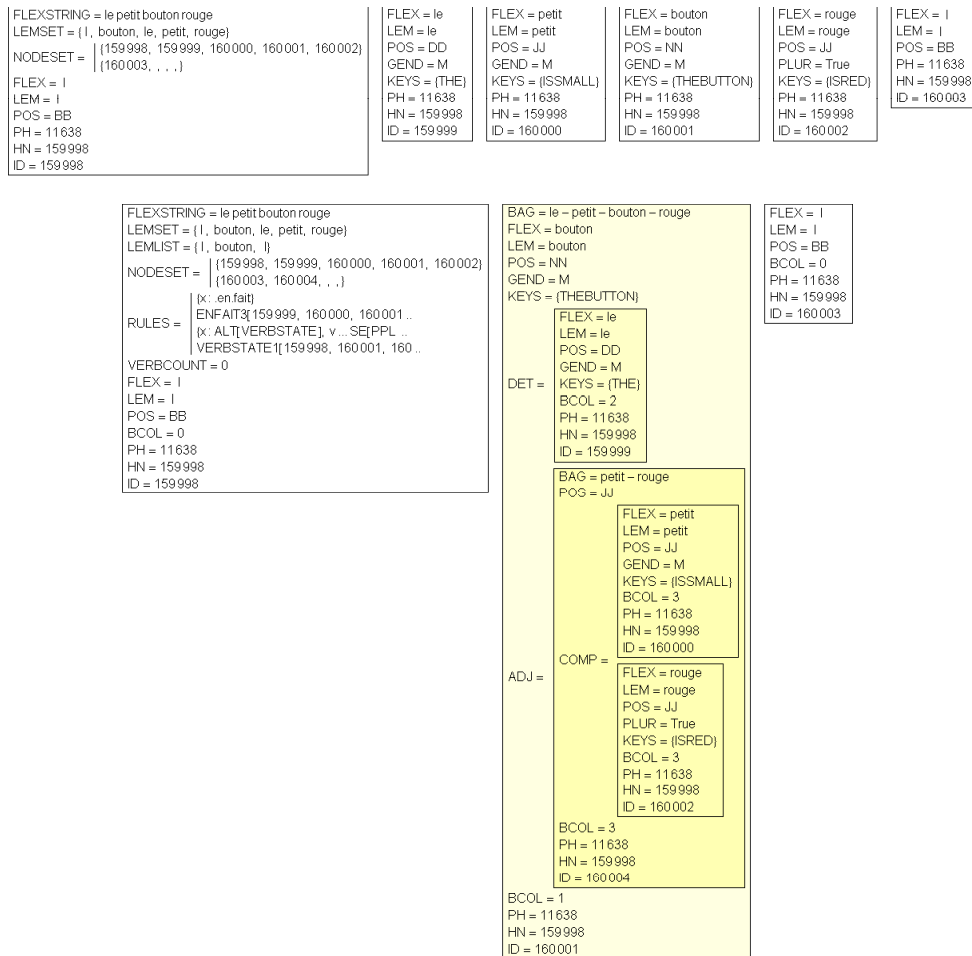 FLEXSTRING = le petit bouton rouge
LEMSET = {I , bouton, le, petit, rouge}
NODESET = {159998, 159999, 160000, 160001, 160002}
{160003, , , ,}
FLEX = I
LEM = I
POS = BB
PH = 11638
HN = 159998
ID = 159998
FLEX = le
LEM = le
POS = DD
GEND = M
KEYS = {THE}
PH = 11638
HN = 159998
ID = 159999
FLEX = petit
LEM = petit
POS = JJ
GEND = M
KEYS = {ISSMALL}
PH = 11638
HN = 159998
ID = 160000
FLEX = bouton
LEM = bouton
POS = NN
GEND = M
KEYS = {THEBUTTON}
PH = 11638
HN = 159998
ID = 160001
FLEX = rouge
LEM = rouge
POS = JJ
PLUR = True
KEYS = {ISRED}
PH = 11638
HN = 159998
ID = 160002
FLEX = I
LEM = I
POS = BB
PH = 11638
HN = 159998
ID = 160003
FLEXSTRING = le petit bouton rouge
LEMSET = {I , bouton, le, petit, rouge}
LEMLIST = {I , bouton, I}
NODESET = {159998, 159999, 160000, 160001, 160002}
{160003, 160004, , ,}
RULES =
{x: .en.fait}
ENFAIT3[159999, 160000, 160001 ..
{x: ALT[VERBSTATE], v ... SE[PPL ..
VERBSTATE1[159998, 160001, 160 ..
VERBCOUNT = 0
FLEX = I
LEM = I
POS = BB
BCOL = 0
PH = 11638
HN = 159998
ID = 159998
BAG = le – petit – bouton – rouge
FLEX = bouton
LEM = bouton
POS = NN
GEND = M
KEYS = {THEBUTTON}
DET =
FLEX = le
LEM = le
POS = DD
GEND = M
KEYS = {THE}
BCOL = 2
PH = 11638
HN = 159998
ID = 159999
ADJ =
BAG = petit – rouge
POS = JJ
COMP =
FLEX = petit
LEM = petit
POS = JJ
GEND = M
KEYS = {ISSMALL}
BCOL = 3
PH = 11638
HN = 159998
ID = 160000
FLEX = rouge
LEM = rouge
POS = JJ
PLUR = True
KEYS = {ISRED}
BCOL = 3
PH = 11638
HN = 159998
ID = 160002
BCOL = 3
PH = 11638
HN = 159998
ID = 160004
BCOL = 1
PH = 11638
HN = 159998
ID = 160001
FLEX = I
LEM = I
POS = BB
BCOL = 0
PH = 11638
HN = 159998
ID = 160003